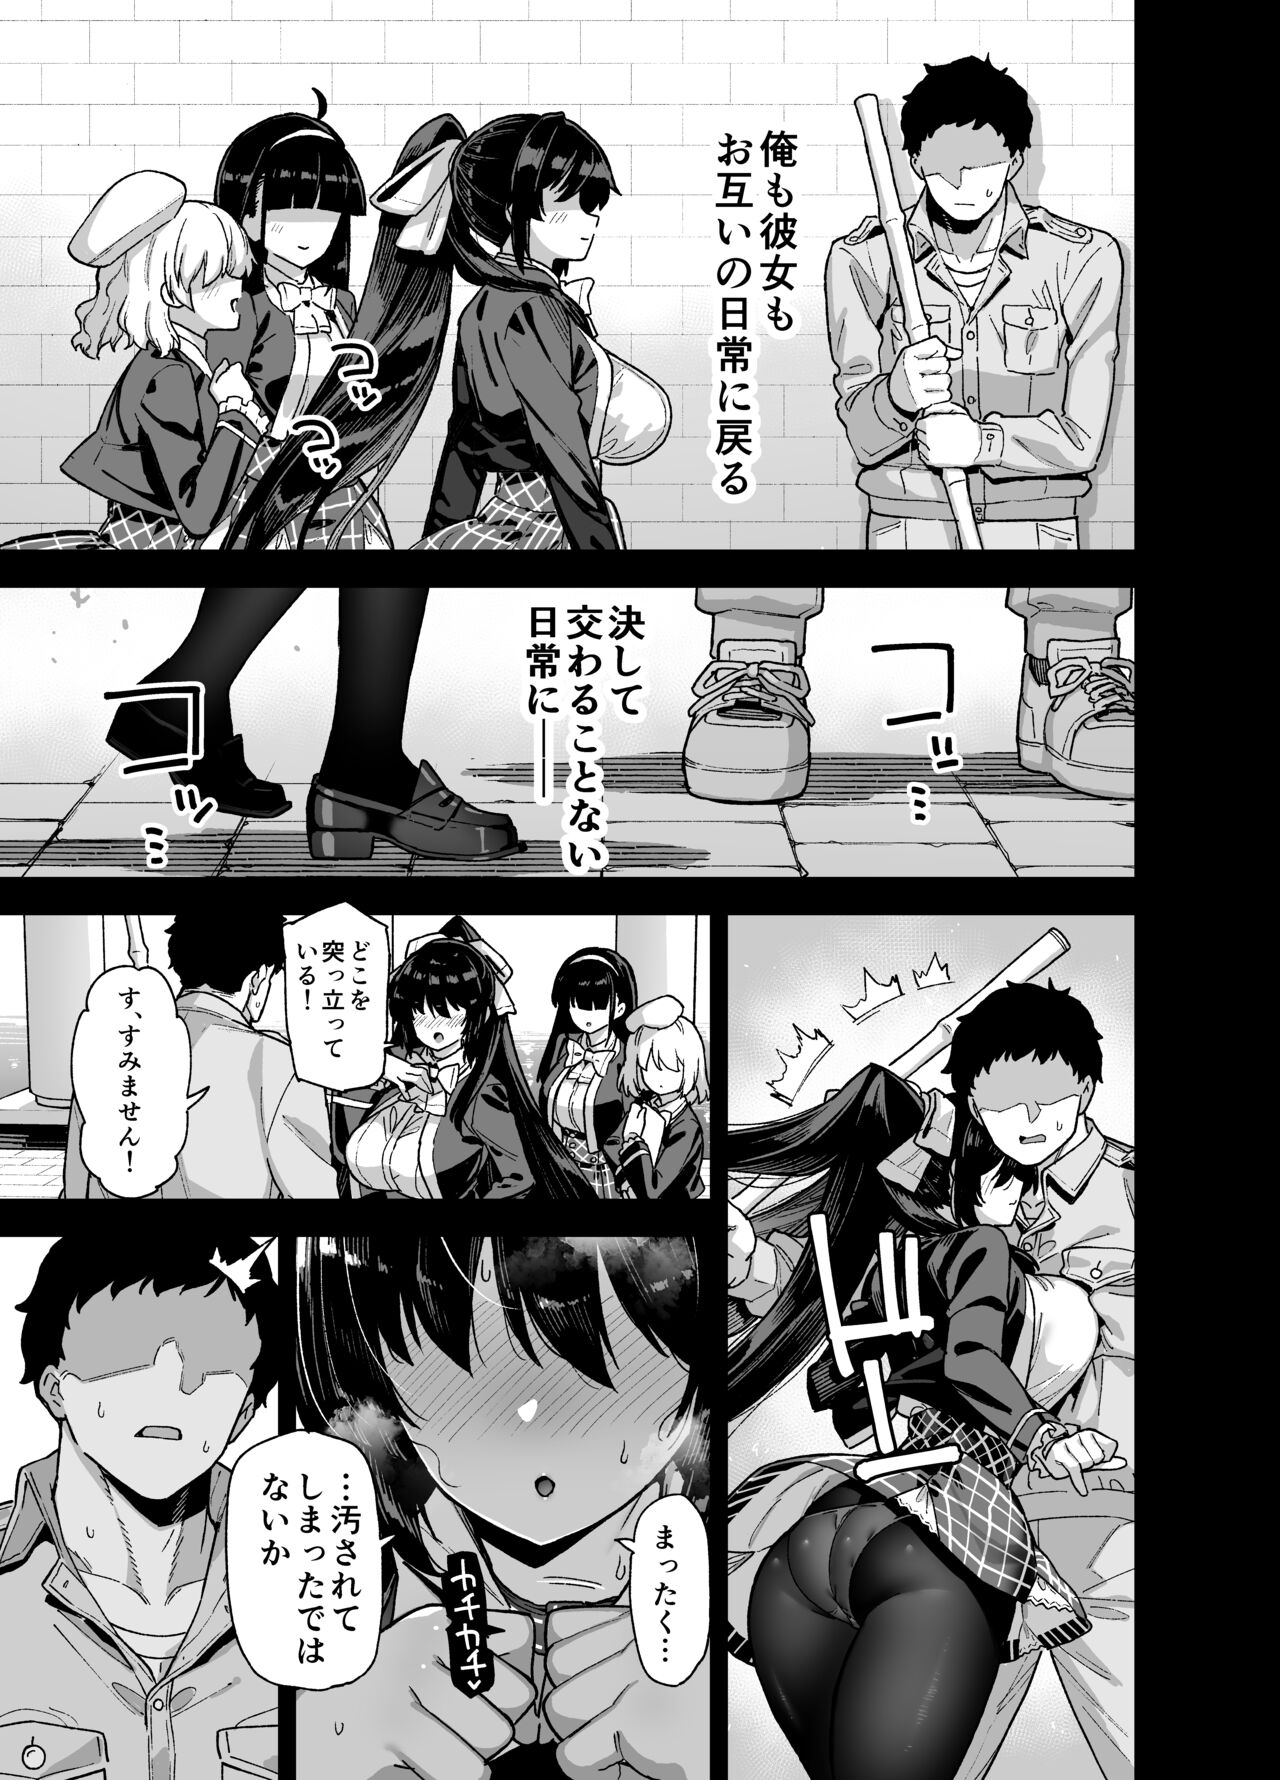 俺も彼女も
お互いの日常に戻る
コッ
コッ
決して
交わることない
日常に――
コ…
コツ…
ドン
どこを
突っ立って
いる！
す、すみません！
まったく…
カチカチ♥
…汚されて
しまったでは
ないか